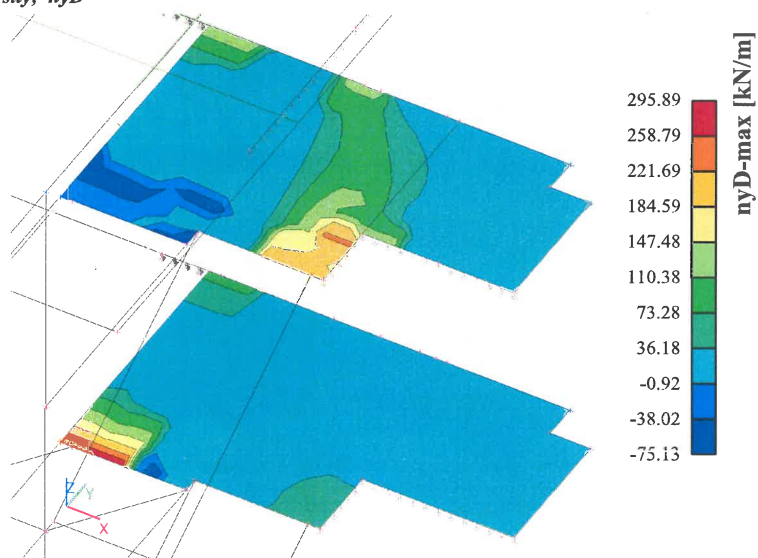 nyD
nyD-max [kN/m]
295.89
258.79
221.69
184.59
147.48
110.38
73.28
36.18
-0.92
-38.02
-75.13
Z
Y
X